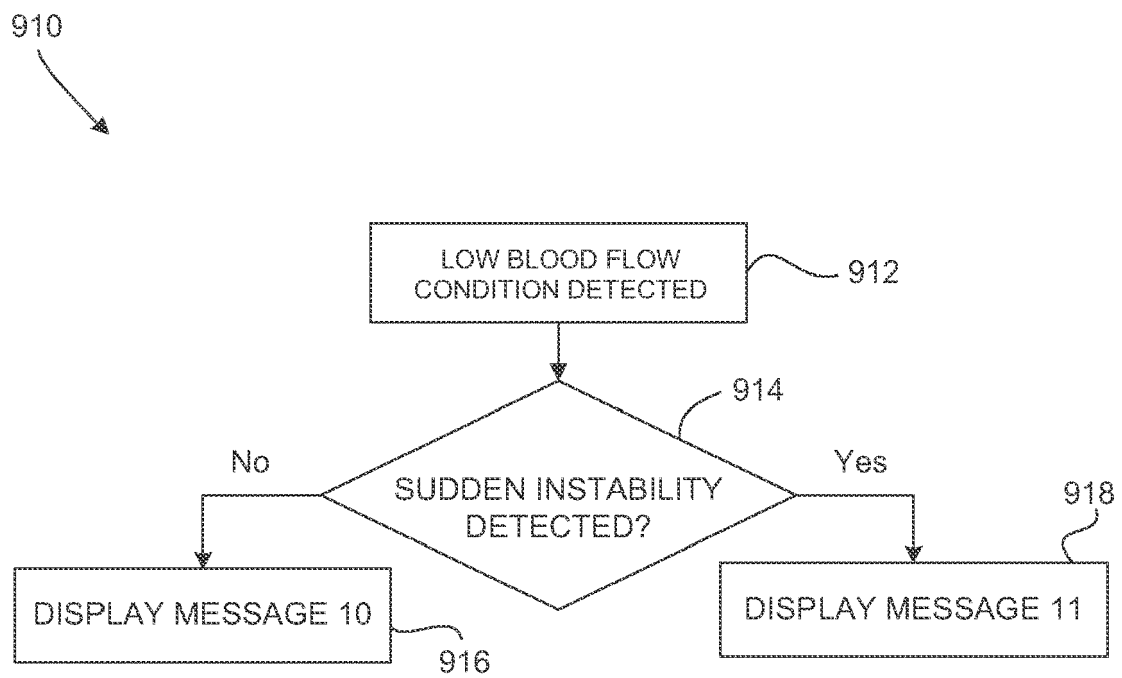 910
LOW BLOOD FLOW
CONDITION DETECTED
912
914
No
Yes
SUDDEN INSTABILITY
DETECTED?
918
DISPLAY MESSAGE 10
DISPLAY MESSAGE 11
916